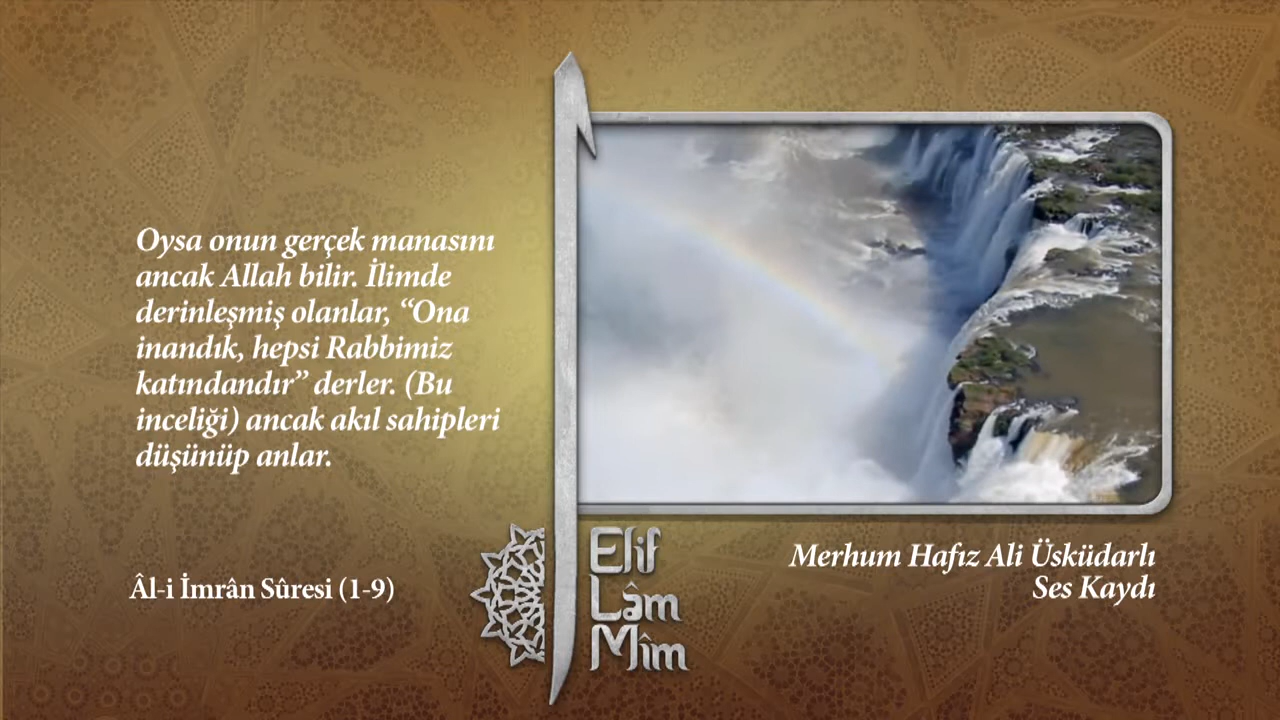 Oysa onun gerçek manasını
ancak Allah bilir. İlimde
derinleşmiş olanlar, “Ona
inandık, hepsi Rabbimiz
katındandır” derler. (Bu
inceliği) ancak akıl sahipleri
düşünüp anlar.
Âl-i İmrân Sûresi (1-9)
Elif
Lâm
Mîm
Merhum Hafız Ali Üsküdarlı
Ses Kaydı